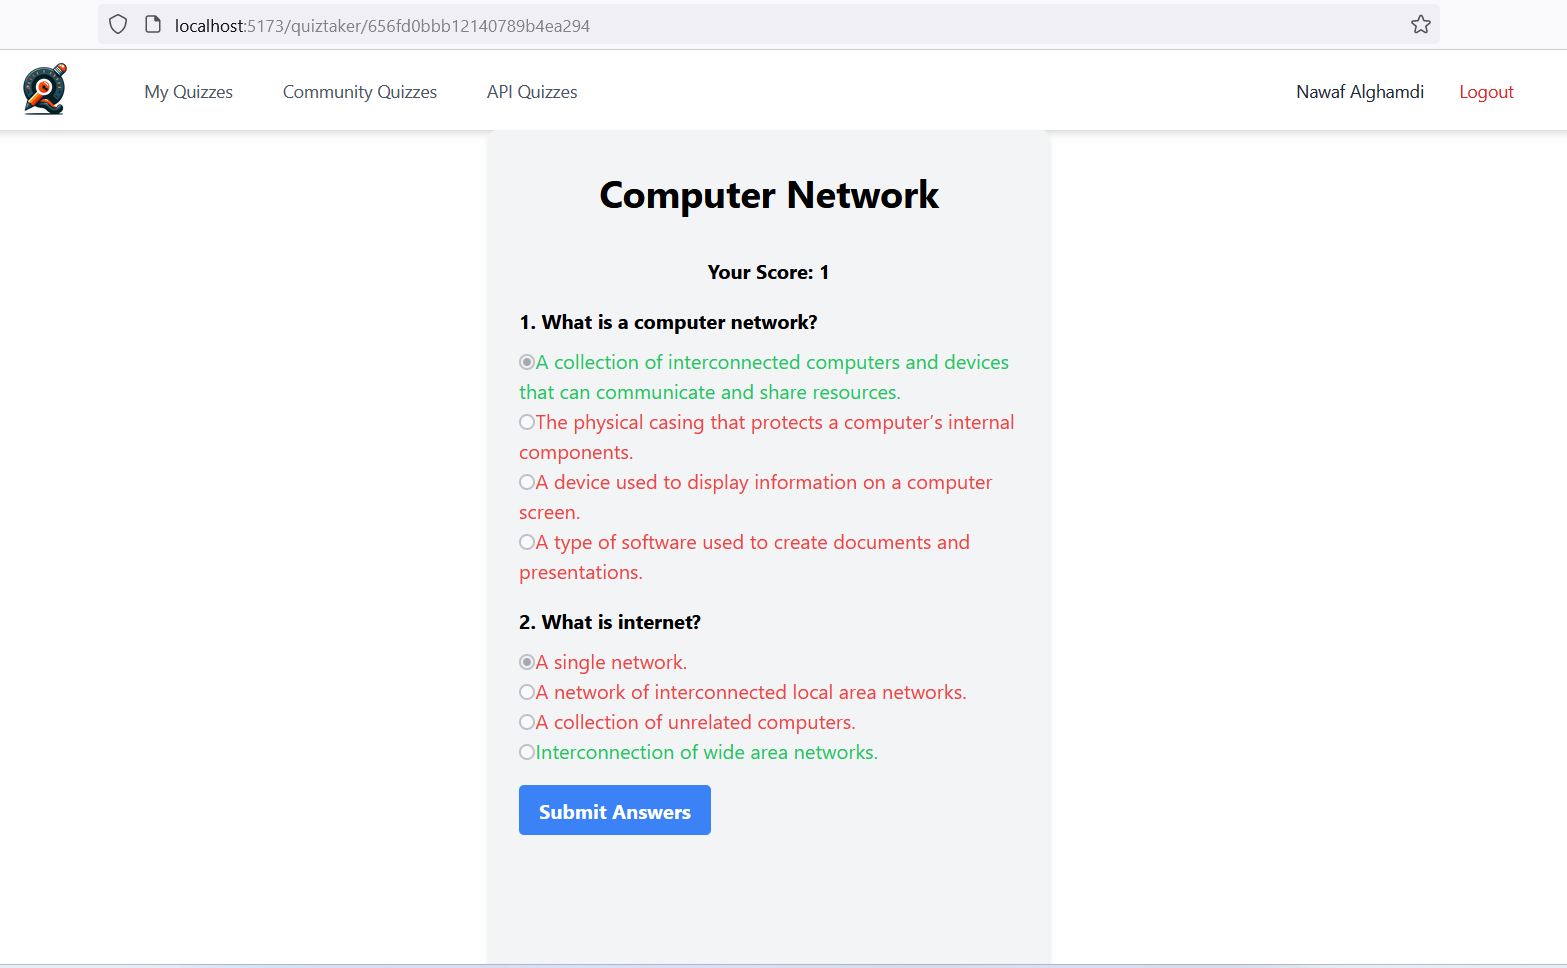 localhost:5173/quiztaker/656fd0bbb12140789b4ea294
My Quizzes Community Quizzes API Quizzes Nawaf Alghamdi Logout
Computer Network
Your Score: 1
1. What is a computer network?
A collection of interconnected computers and devices
that can communicate and share resources.
The physical casing that protects a computer’s internal
components.
A device used to display information on a computer
screen.
A type of software used to create documents and
presentations.
2. What is internet?
A single network.
A network of interconnected local area networks.
A collection of unrelated computers.
Interconnection of wide area networks.
Submit Answers